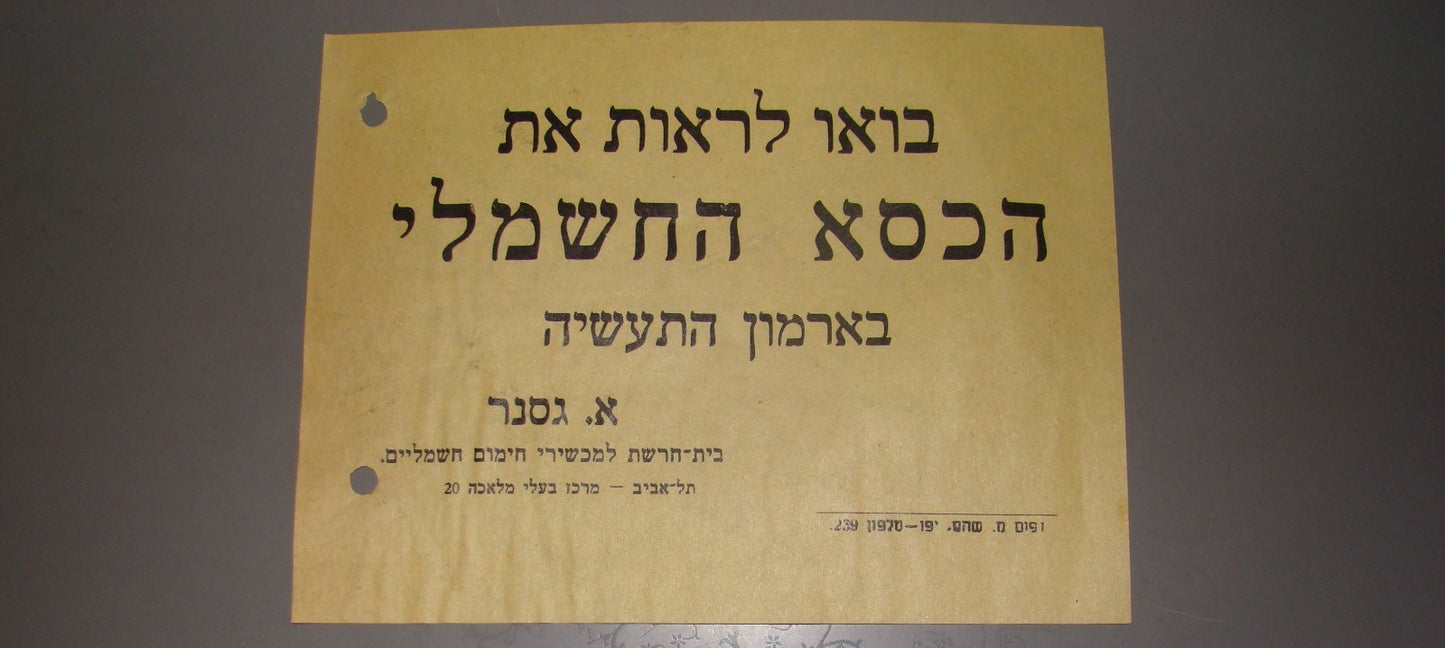 בואו לראות את
הכסא החשמלי
בארמון התעשיה
א. גסנר
בית-חרשת למכשירי חימום חשמליים.
תל-אביב — מרכז בעלי מלאכה 20
דפוס מ. שהם, יפו—טלפון 239.